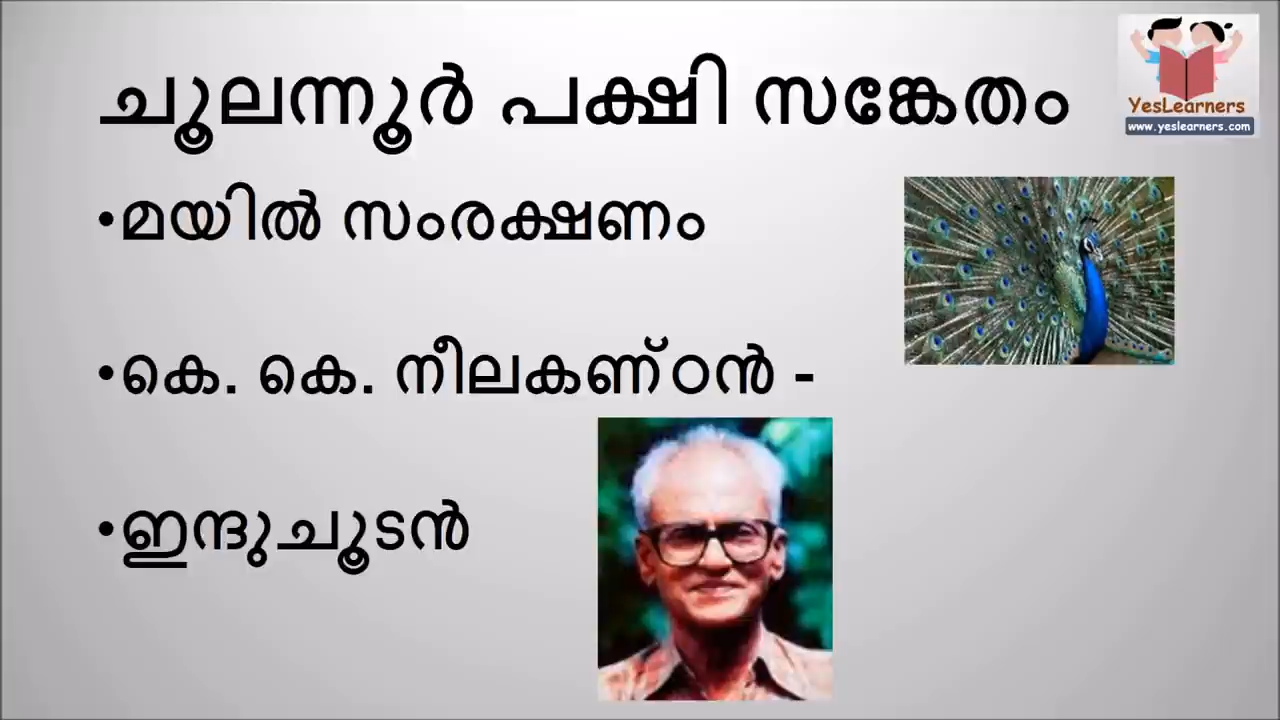 ചൂലന്നൂർ പക്ഷി സങ്കേതം
YesLearners
www.yeslearners.com
•മയിൽ സംരക്ഷണം
•കെ. കെ. നീലകണ്ഠൻ -
•ഇന്ദുചൂടൻ